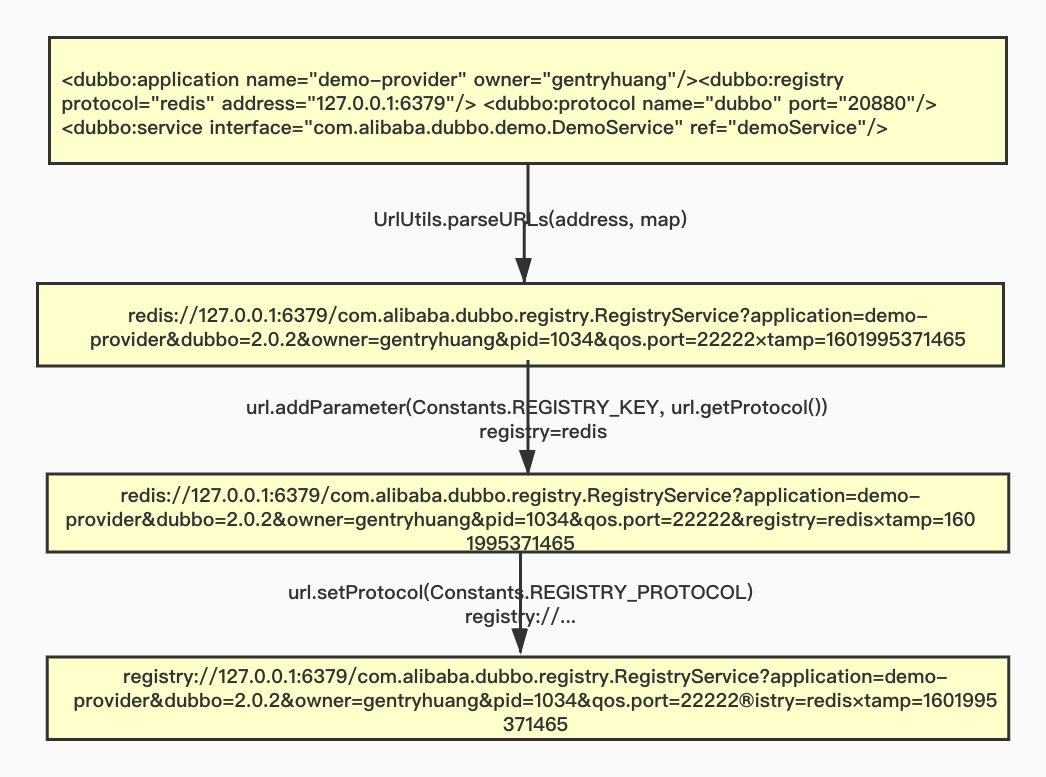 <dubbo:application name="demo-provider" owner="gentryhuang"/><dubbo:registry
protocol="redis" address="127.0.0.1:6379"/> <dubbo:protocol name="dubbo" port="20880"/>
<dubbo:service interface="com.alibaba.dubbo.demo.DemoService" ref="demoService"/>
UrlUtils.parseURLs(address, map)
redis://127.0.0.1:6379/com.alibaba.dubbo.registry.RegistryService?application=demo-
provider&dubbo=2.0.2&owner=gentryhuang&pid=1034&qos.port=22222×tamp=1601995371465
url.addParameter(Constants.REGISTRY_KEY, url.getProtocol())
registry=redis
redis://127.0.0.1:6379/com.alibaba.dubbo.registry.RegistryService?application=demo-
provider&dubbo=2.0.2&owner=gentryhuang&pid=1034&qos.port=22222&registry=redis×tamp=160
1995371465
url.setProtocol(Constants.REGISTRY_PROTOCOL)
registry://...
registry://127.0.0.1:6379/com.alibaba.dubbo.registry.RegistryService?application=demo-
provider&dubbo=2.0.2&owner=gentryhuang&pid=1034&qos.port=22222®istry=redis×tamp=1601995
371465